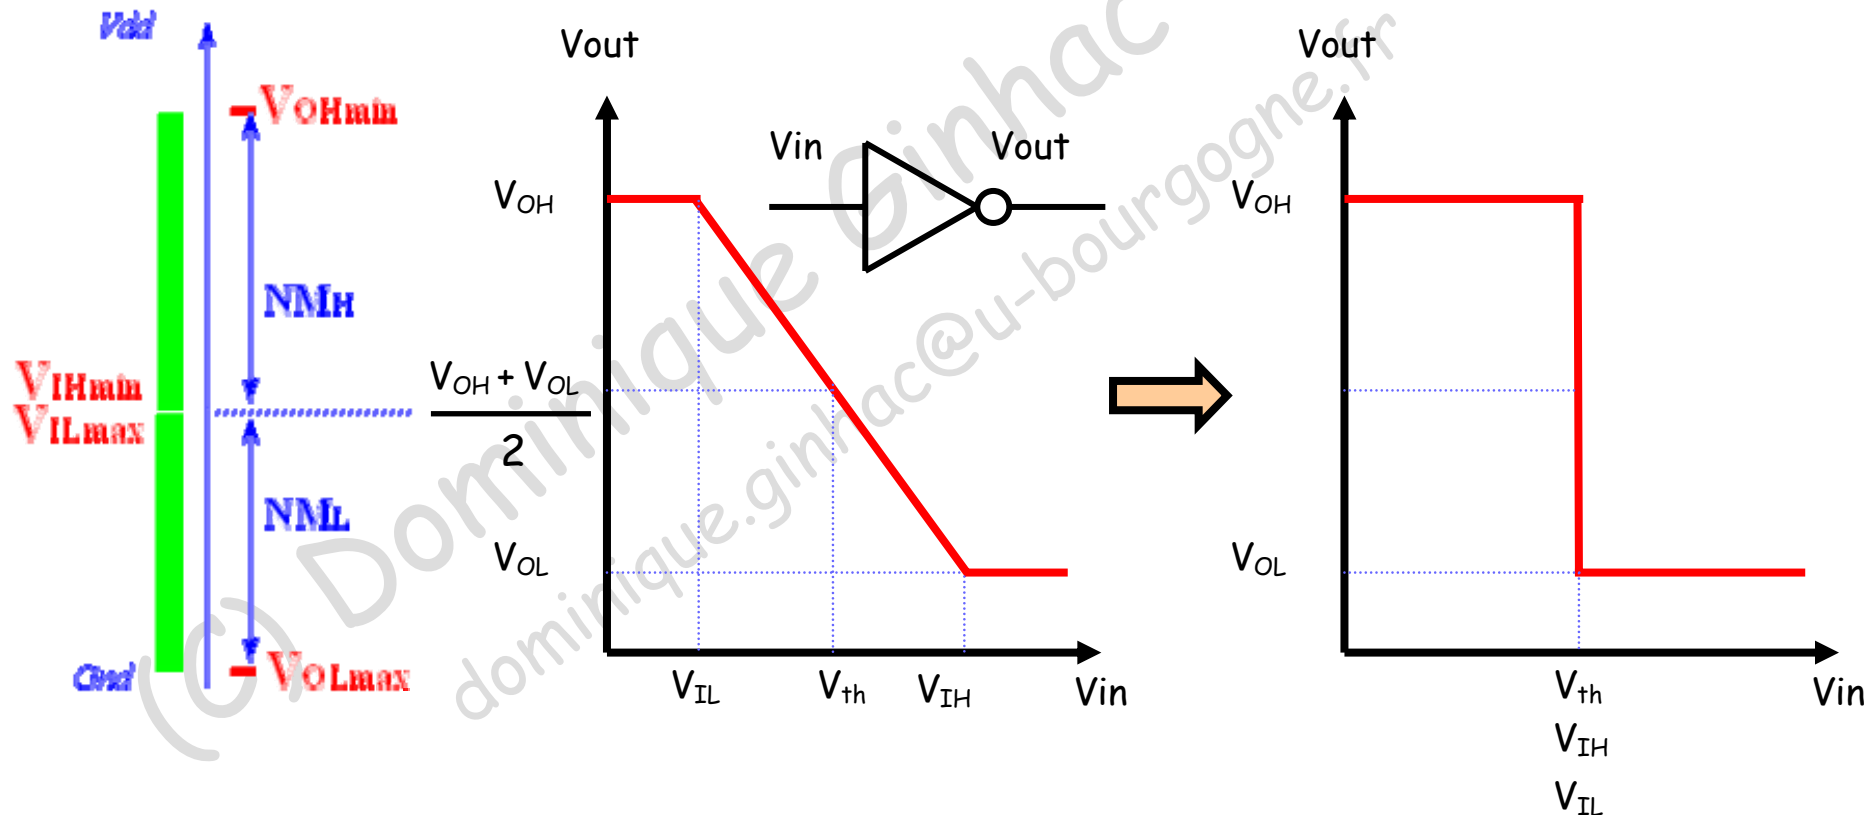 Vdd
VOHmin
NMH
VIHmin
VILmax
NML
Gnd
VOLmax
Vout
VOH
VOH + VOL
2
VOL
VIL
Vth
VIH
Vin
Vin
Vout
Vout
VOH
VOL
Vth
VIH
VIL
Vin
(C) Dominique Ginhac
dominique.ginhac@u-bourgogne.fr